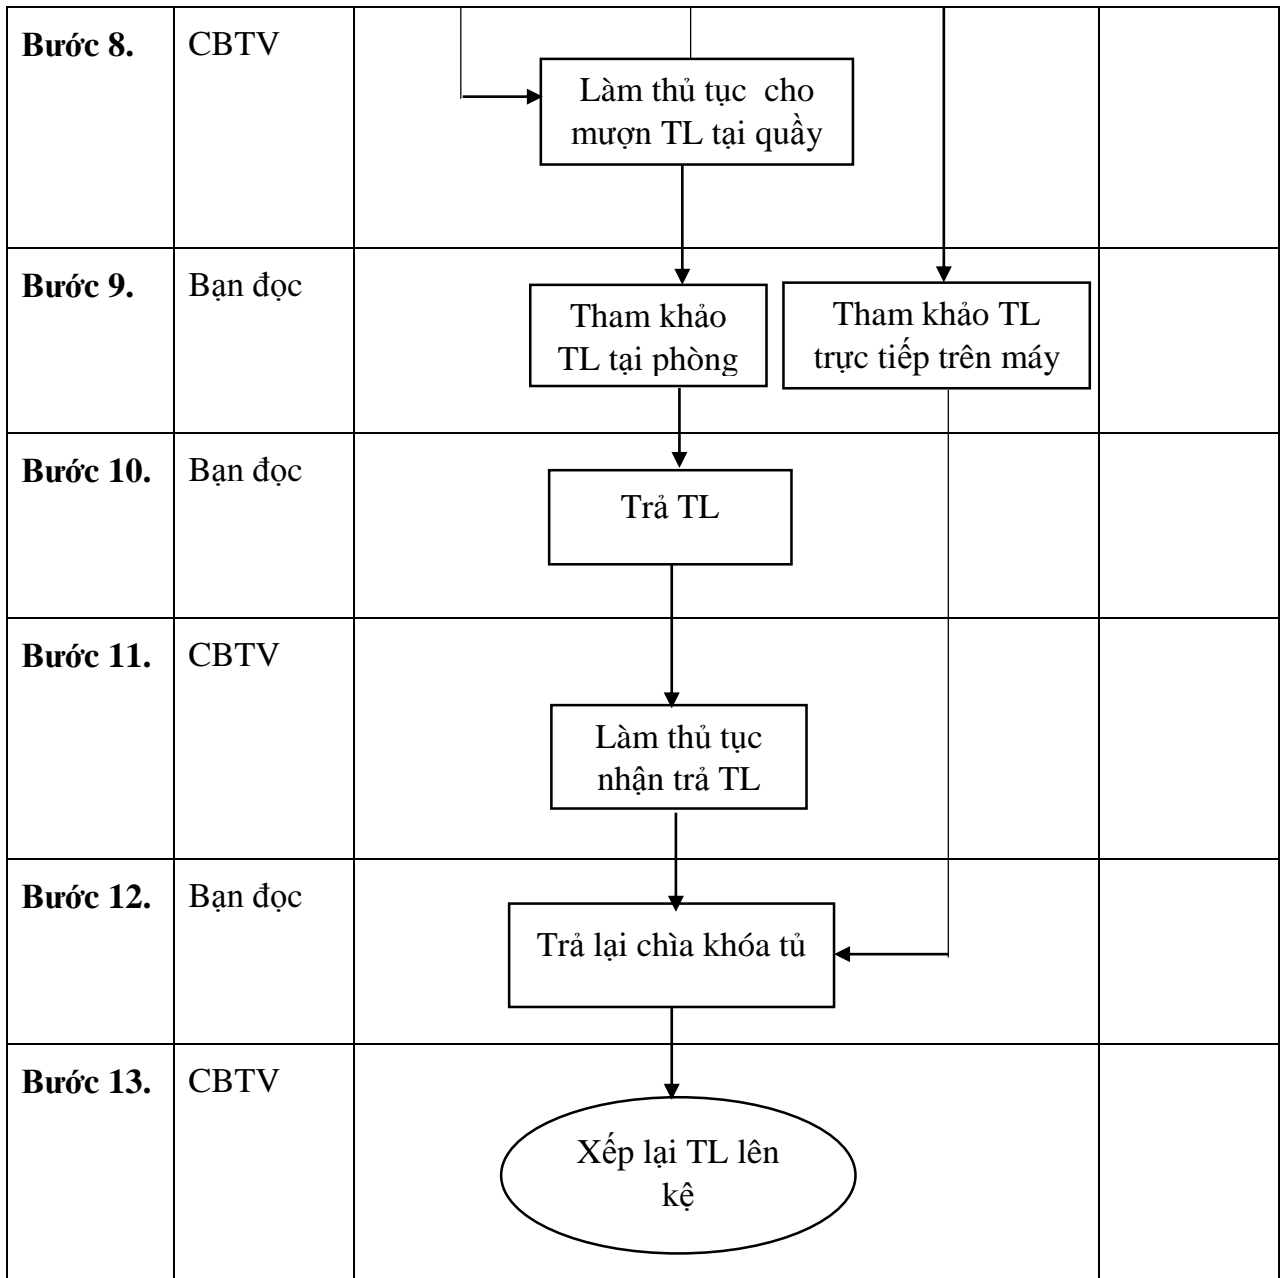 Bước 8.
CBTV
Làm thủ tục cho
mượn TL tại quầy
Bước 9.
Bạn đọc
Tham khảo
TL tại phòng
Tham khảo TL
trực tiếp trên máy
Bước 10.
Bạn đọc
Trả TL
Bước 11.
CBTV
Làm thủ tục
nhận trả TL
Bước 12.
Bạn đọc
Trả lại chìa khóa tủ
Bước 13.
CBTV
Xếp lại TL lên
kệ